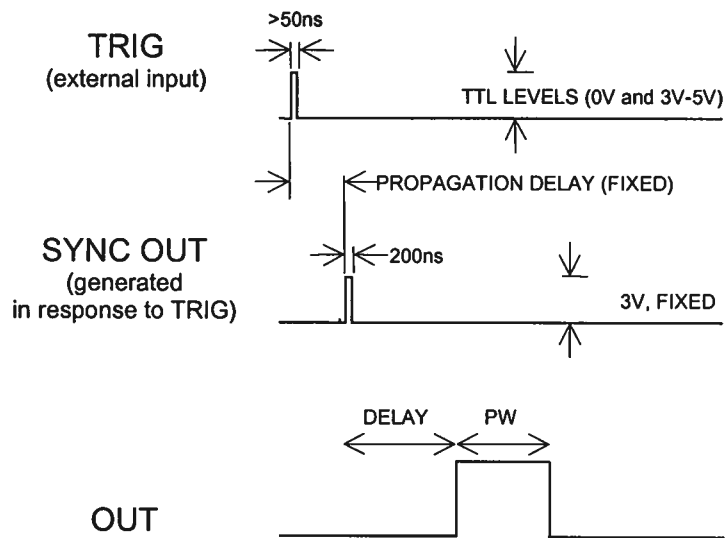 >50ns
TRIG
(external input)
TTL LEVELS (0V and 3V-5V)
PROPAGATION DELAY (FIXED)
SYNC OUT
(generated
in response to TRIG)
200ns
3V, FIXED
DELAY
PW
OUT